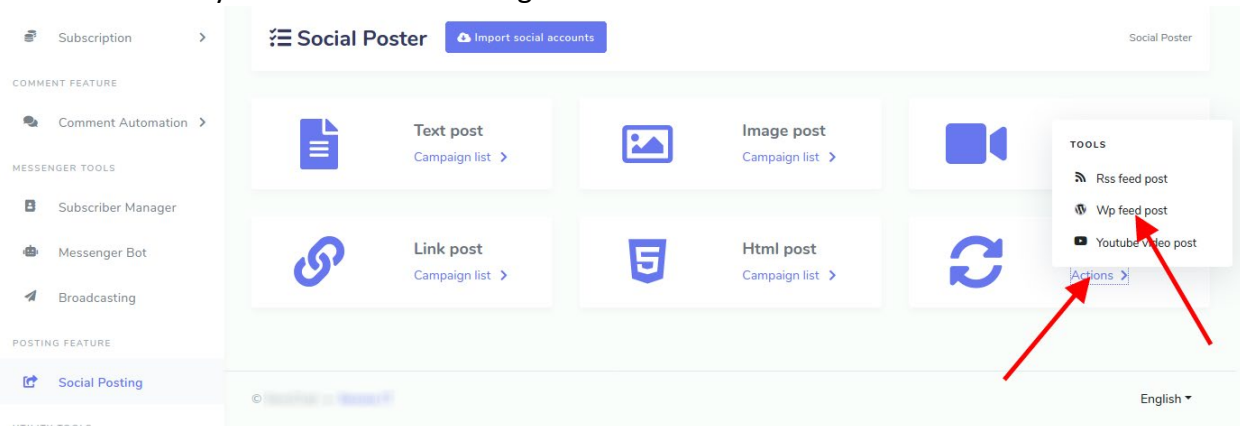 Subscription
COMMENT FEATURE
Comment Automation
MESSENGER TOOLS
Subscriber Manager
Messenger Bot
Broadcasting
POSTING FEATURE
Social Posting
Social Poster
Import social accounts
Social Poster
Text post
Campaign list
Image post
Campaign list
TOOLS
Rss feed post
Wp feed post
Youtube video post
Link post
Campaign list
Html post
Campaign list
Actions
©
English